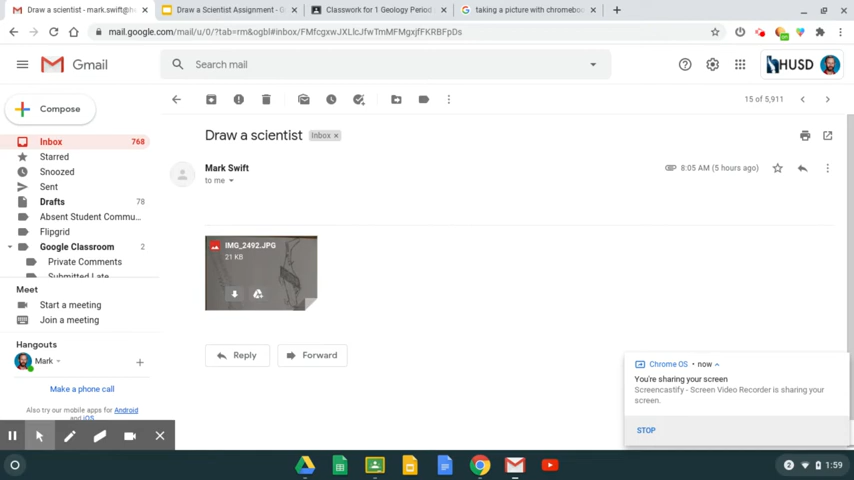 Draw a scientist - mark.swift@h
Draw a Scientist Assignment - G
Classwork for 1 Geology Period
taking a picture with chromeboo
mail.google.com/mail/u/0/?tab=rm&ogbl#inbox/FMfcgxwJXLlcJfwTmMFMgxjfFKRBFpDs
Gmail
Search mail
HUSD
Compose
15 of 5,911
Inbox 768
Starred
Snoozed
Sent
Drafts 78
Absent Student Commu...
Flipgrid
Google Classroom 2
Private Comments
Submitted Late
Draw a scientist Inbox ×
Mark Swift
to me
8:05 AM (5 hours ago)
IMG_2492.JPG
21 KB
Reply
Forward
Meet
Start a meeting
Join a meeting
Hangouts
Mark
Make a phone call
Also try our mobile apps for Android
and iOS
Chrome OS • now
You're sharing your screen
Screencastify - Screen Video Recorder is sharing your
screen.
STOP
2
1:59